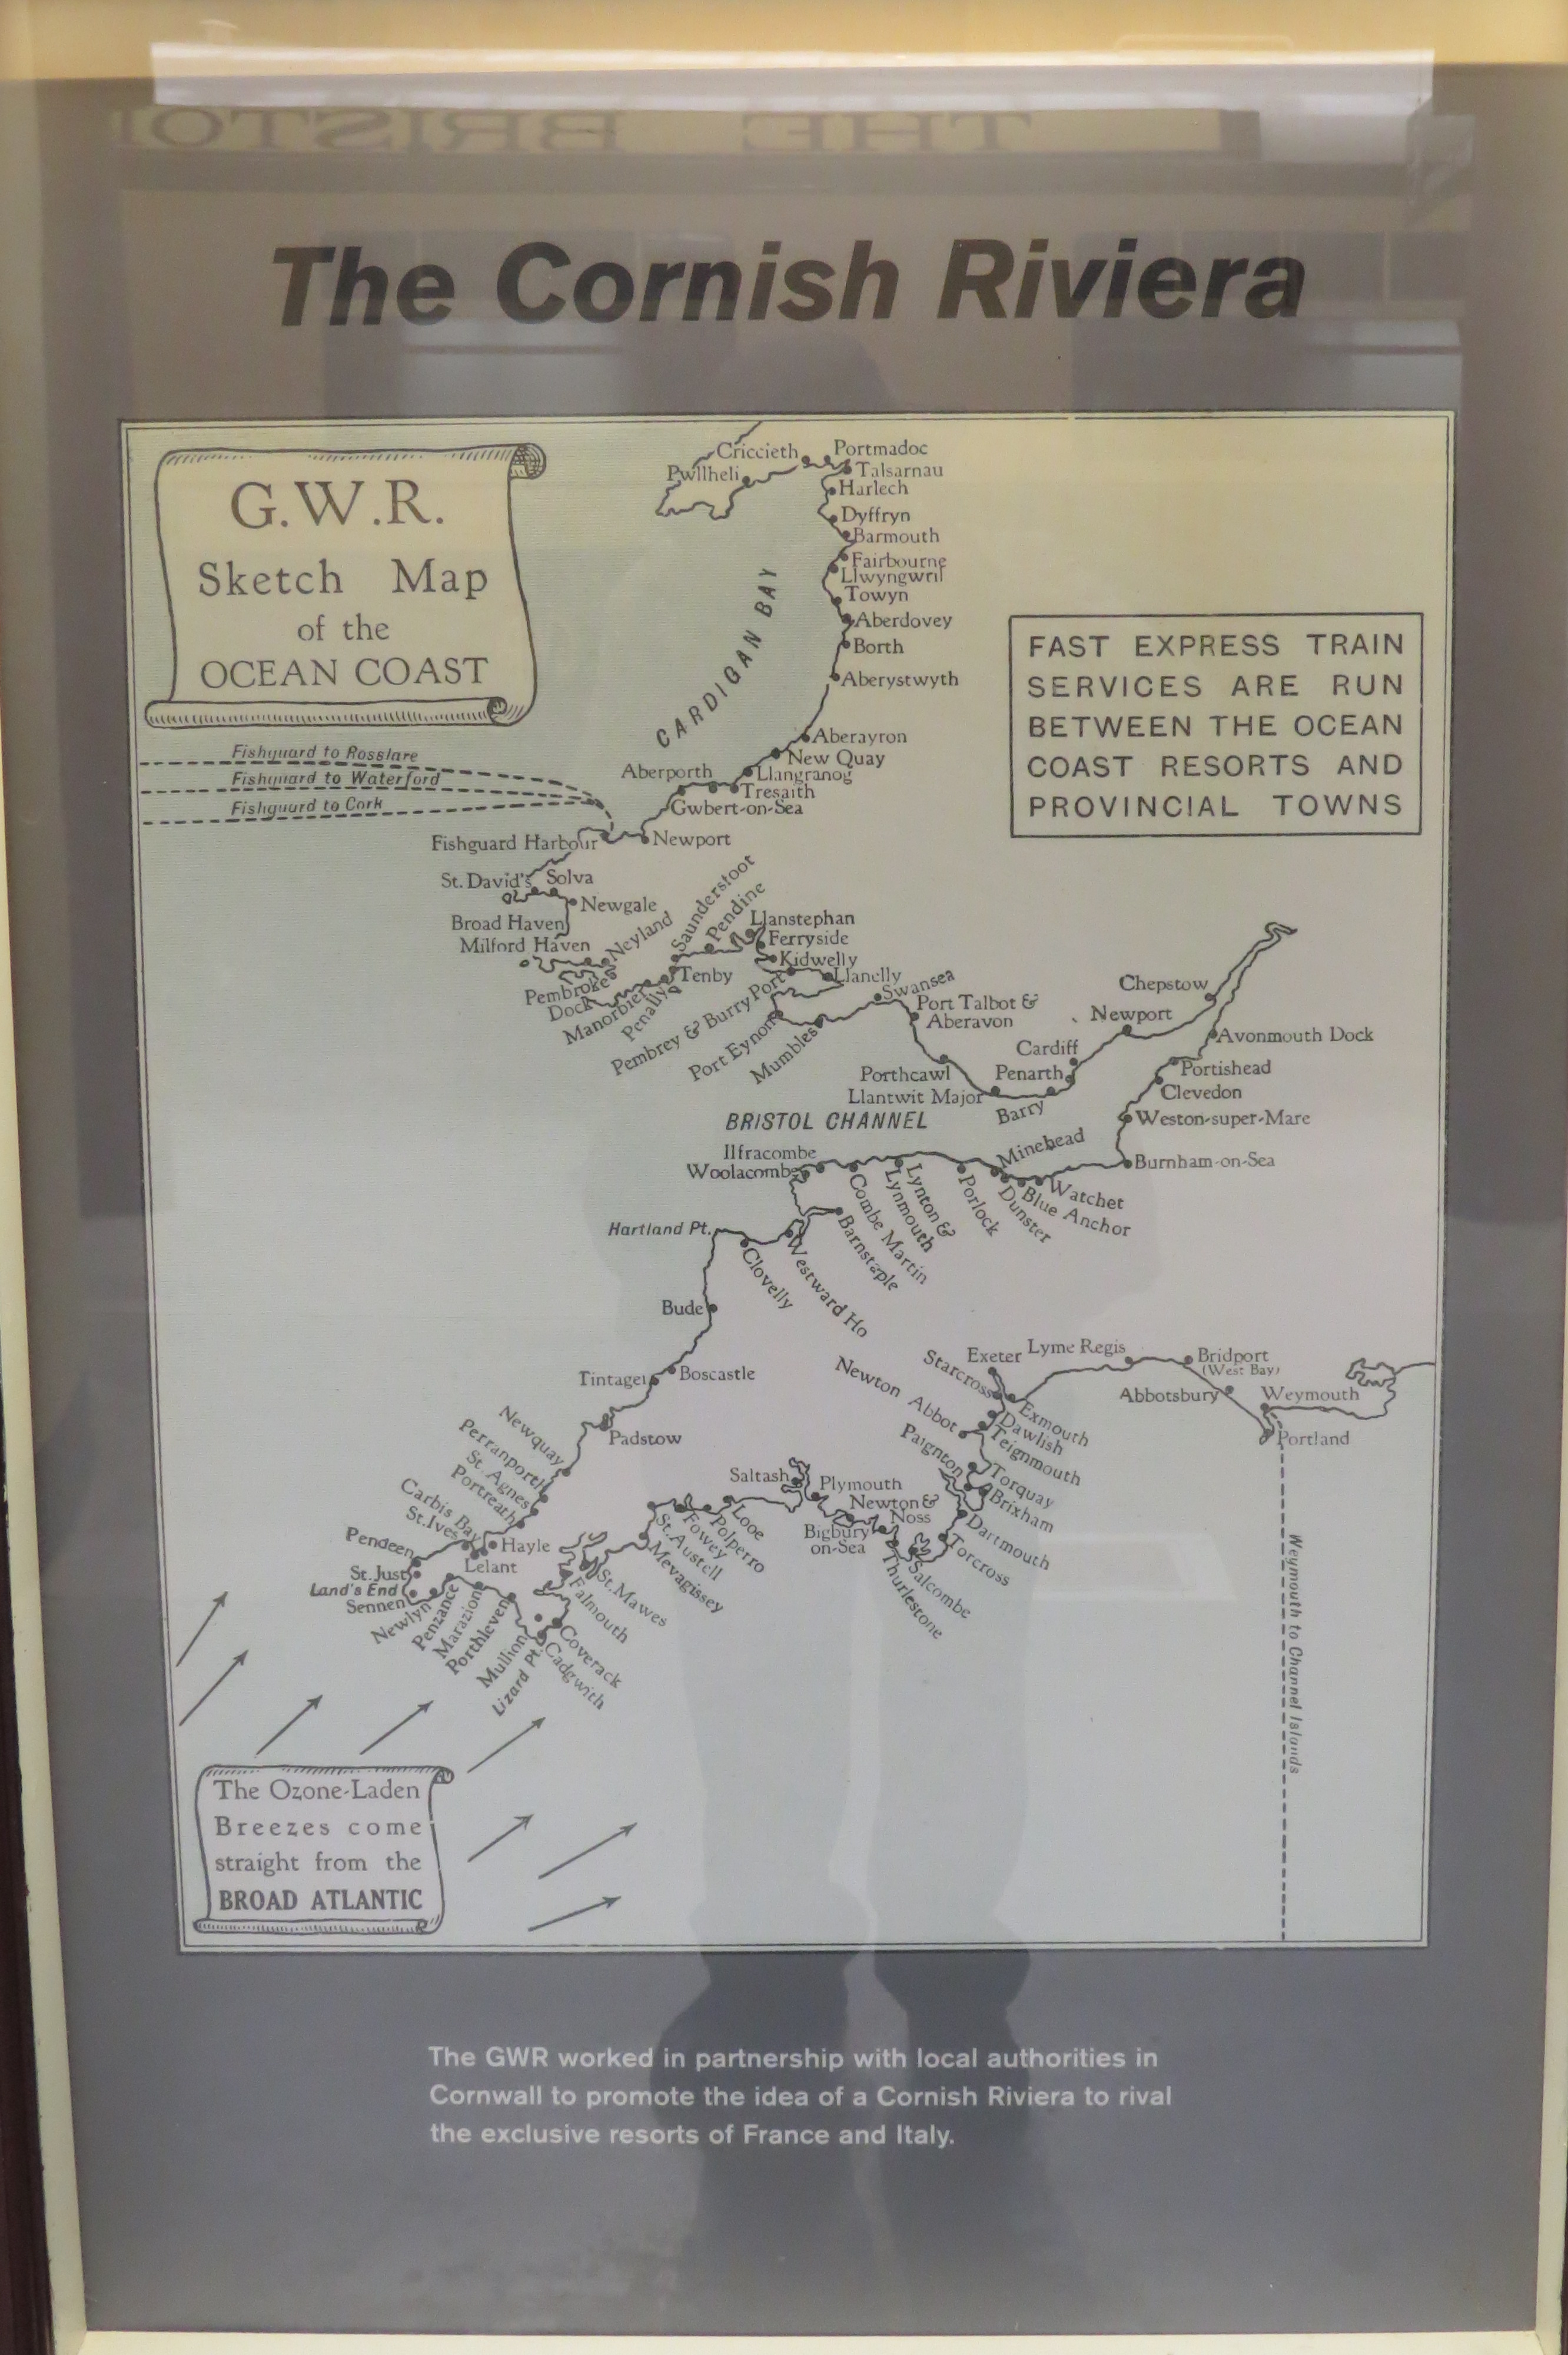 The Cornish Riviera
G.W.R.
Sketch Map
of the
OCEAN COAST
Criccieth
Portmadoc
Pwllheli
Talsarnau
Harlech
Dyffryn
Barmouth
Fairbourne
Llwyngwril
Towyn
Aberdovey
Borth
Aberystwyth
CARDIGAN BAY
FAST EXPRESS TRAIN
SERVICES ARE RUN
BETWEEN THE OCEAN
COAST RESORTS AND
PROVINCIAL TOWNS
Fishguard to Rosslare
Fishguard to Waterford
Fishguard to Cork
Aberayron
New Quay
Aberporth
Llangranog
Tresaith
Gwbert-on-Sea
Fishguard Harbour
Newport
St. David's
Solva
Newgale
Broad Haven
Milford Haven
Neyland
Saundersfoot
Pendine
Llanstephan
Ferryside
Kidwelly
Llanelly
Pembroke
Dock
Manorbier
Penally
Tenby
Pembrey & Burry Port
Port Eynon
Mumbles
Swansea
Port Talbot &
Aberavon
Porthcawl
Llantwit Major
Barry
Penarth
Cardiff
Newport
Chepstow
Avonmouth Dock
Portishead
Clevedon
Weston-super-Mare
Burnham-on-Sea
BRISTOL CHANNEL
Ilfracombe
Woolacombe
Minehead
Watchet
Blue Anchor
Dunster
Porlock
Lynton &
Lynmouth
Combe Martin
Barnstaple
Hartland Pt.
Clovelly
Westward Ho
Bude
Boscastle
Tintagel
Padstow
Newquay
Perranporth
St. Agnes
Portreath
Carbis Bay
St. Ives
Hayle
Lelant
Pendeen
St. Just
Land's End
Sennen
Newlyn
Penzance
Marazion
Porthleven
Mullion
Lizard Pt.
Cadgwith
Coverack
Falmouth
St. Mawes
Mevagissey
St. Austell
Fowey
Polperro
Looe
Saltash
Plymouth
Newton &
Noss
Bigbury
on-Sea
Thurlestone
Salcombe
Torcross
Dartmouth
Brixham
Torquay
Paignton
Newton Abbot
Teignmouth
Dawlish
Exmouth
Starcross
Exeter
Lyme Regis
Bridport
(West Bay)
Abbotsbury
Weymouth
Portland
Weymouth to Channel Islands
The Ozone-Laden
Breezes come
straight from the
BROAD ATLANTIC
The GWR worked in partnership with local authorities in
Cornwall to promote the idea of a Cornish Riviera to rival
the exclusive resorts of France and Italy.
THE BRISTO